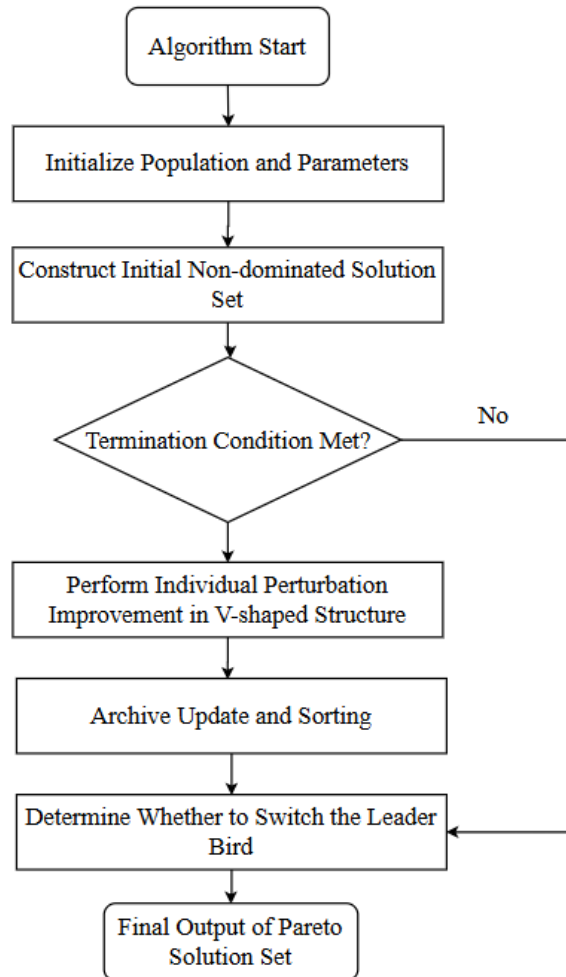 Algorithm Start
Initialize Population and Parameters
Construct Initial Non-dominated Solution
Set
Termination Condition Met?
No
Perform Individual Perturbation
Improvement in V-shaped Structure
Archive Update and Sorting
Determine Whether to Switch the Leader
Bird
Final Output of Pareto
Solution Set